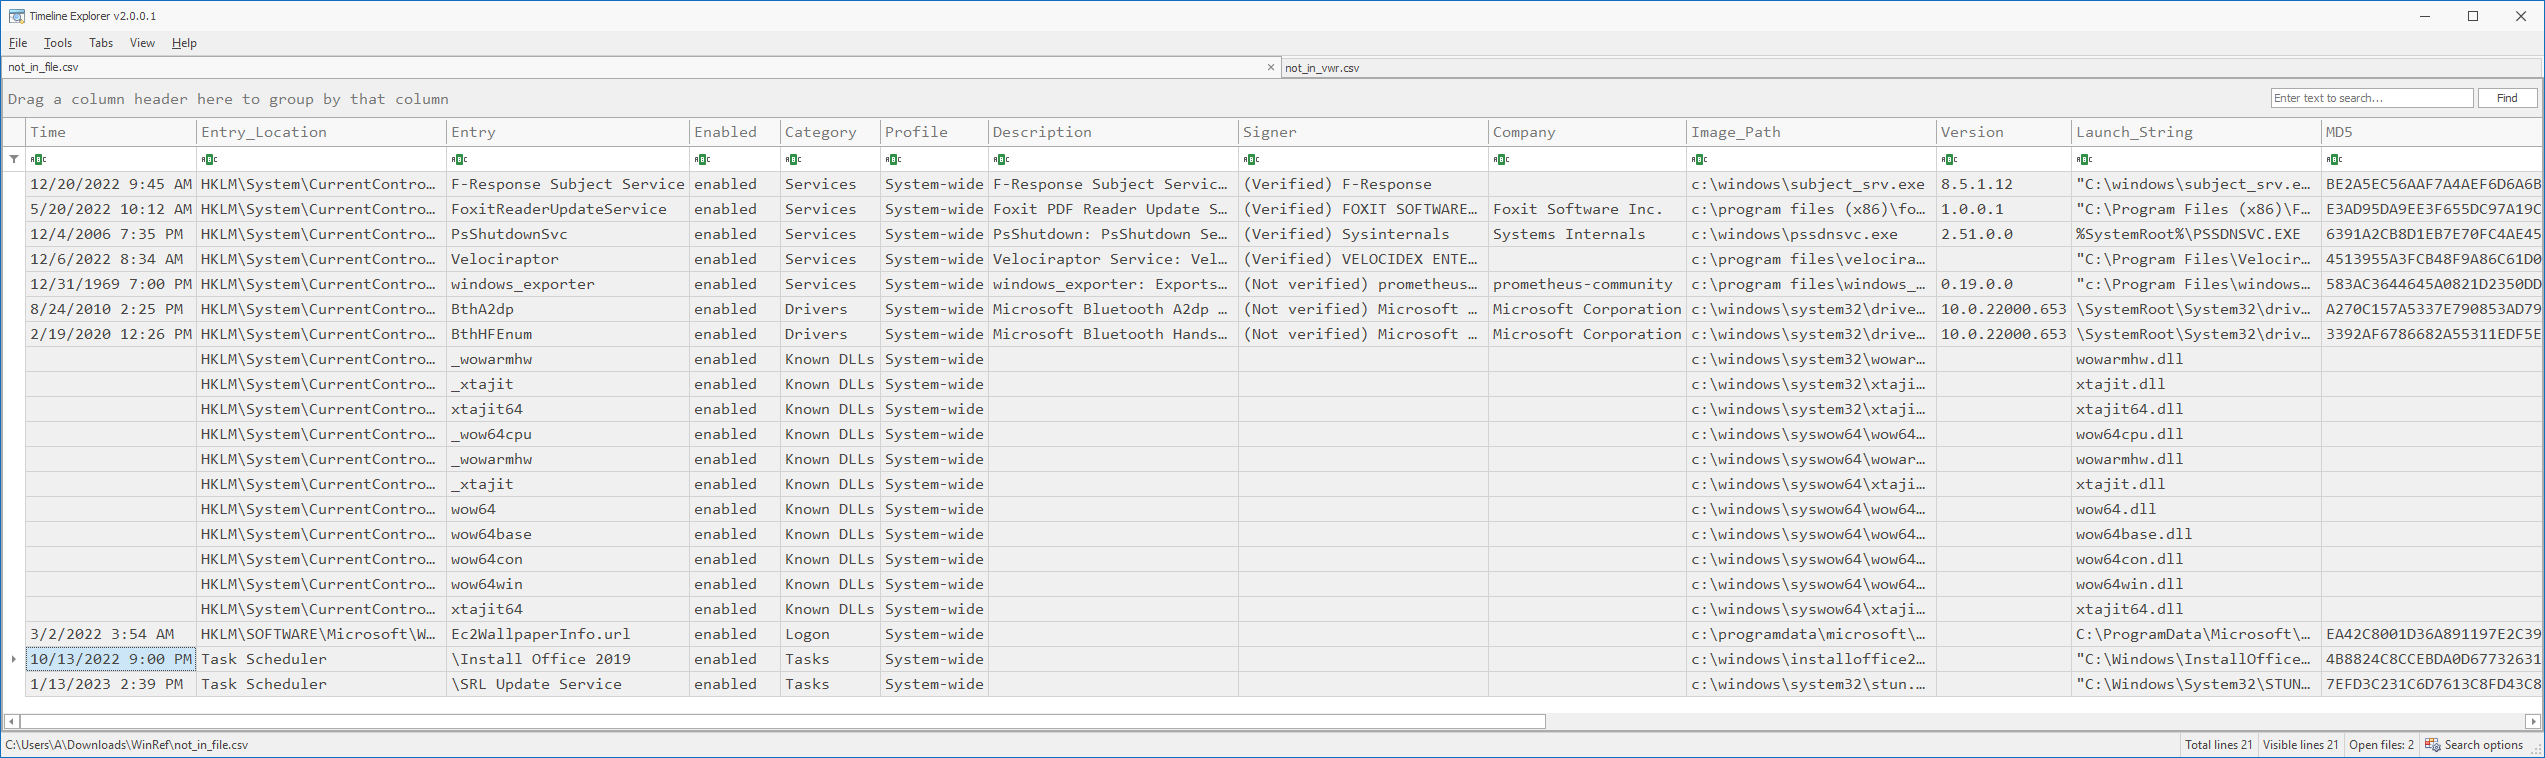 Timeline Explorer v2.0.0.1
File Tools Tabs View Help
not_in_file.csv not_in_vwr.csv
Drag a column header here to group by that column Enter text to search... Find
Time Entry_Location Entry Enabled Category Profile Description Signer Company Image_Path Version Launch_String MD5
12/20/2022 9:45 AM HKLM\System\CurrentContro… F-Response Subject Service enabled Services System-wide F-Response Subject Servic… (Verified) F-Response c:\windows\subject_srv.exe 8.5.1.12 "C:\windows\subject_srv.e… BE2A5EC56AAF7A4AEF6D6A6B
5/20/2022 10:12 AM HKLM\System\CurrentContro… FoxitReaderUpdateService enabled Services System-wide Foxit PDF Reader Update S… (Verified) FOXIT SOFTWARE… Foxit Software Inc. c:\program files (x86)\fo… 1.0.0.1 "C:\Program Files (x86)\F… E3AD95DA9EE3F655DC97A19C
12/4/2006 7:35 PM HKLM\System\CurrentContro… PsShutdownSvc enabled Services System-wide PsShutdown: PsShutdown Se… (Verified) Sysinternals Systems Internals c:\windows\pssdnsvc.exe 2.51.0.0 %SystemRoot%\PSSDNSVC.EXE 6391A2CB8D1EB7E70FC4AE45
12/6/2022 8:34 AM HKLM\System\CurrentContro… Velociraptor enabled Services System-wide Velociraptor Service: Vel… (Verified) VELOCIDEX ENTE… c:\program files\velocira… "C:\Program Files\Velocir… 4513955A3FCB48F9A86C61D0
12/31/1969 7:00 PM HKLM\System\CurrentContro… windows_exporter enabled Services System-wide windows_exporter: Exports… (Not verified) prometheus… prometheus-community c:\program files\windows_… 0.19.0.0 "c:\Program Files\windows… 583AC3644645A0821D2350DD
8/24/2010 2:25 PM HKLM\System\CurrentContro… BthA2dp enabled Drivers System-wide Microsoft Bluetooth A2dp … (Not verified) Microsoft … Microsoft Corporation c:\windows\system32\drive… 10.0.22000.653 \SystemRoot\System32\driv… A270C157A5337E790853AD79
2/19/2020 12:26 PM HKLM\System\CurrentContro… BthHFEnum enabled Drivers System-wide Microsoft Bluetooth Hands… (Not verified) Microsoft … Microsoft Corporation c:\windows\system32\drive… 10.0.22000.653 \SystemRoot\System32\driv… 3392AF6786682A55311EDF5E
HKLM\System\CurrentContro… _wowarmhw enabled Known DLLs System-wide c:\windows\system32\wowar… wowarmhw.dll
HKLM\System\CurrentContro… _xtajit enabled Known DLLs System-wide c:\windows\system32\xtaji… xtajit.dll
HKLM\System\CurrentContro… xtajit64 enabled Known DLLs System-wide c:\windows\system32\xtaji… xtajit64.dll
HKLM\System\CurrentContro… _wow64cpu enabled Known DLLs System-wide c:\windows\syswow64\wow64… wow64cpu.dll
HKLM\System\CurrentContro… _wowarmhw enabled Known DLLs System-wide c:\windows\syswow64\wowar… wowarmhw.dll
HKLM\System\CurrentContro… _xtajit enabled Known DLLs System-wide c:\windows\syswow64\xtaji… xtajit.dll
HKLM\System\CurrentContro… wow64 enabled Known DLLs System-wide c:\windows\syswow64\wow64… wow64.dll
HKLM\System\CurrentContro… wow64base enabled Known DLLs System-wide c:\windows\syswow64\wow64… wow64base.dll
HKLM\System\CurrentContro… wow64con enabled Known DLLs System-wide c:\windows\syswow64\wow64… wow64con.dll
HKLM\System\CurrentContro… wow64win enabled Known DLLs System-wide c:\windows\syswow64\wow64… wow64win.dll
HKLM\System\CurrentContro… xtajit64 enabled Known DLLs System-wide c:\windows\syswow64\xtaji… xtajit64.dll
3/2/2022 3:54 AM HKLM\SOFTWARE\Microsoft\W… Ec2WallpaperInfo.url enabled Logon System-wide c:\programdata\microsoft\… C:\ProgramData\Microsoft\… EA42C8001D36A891197E2C39
10/13/2022 9:00 PM Task Scheduler \Install Office 2019 enabled Tasks System-wide c:\windows\installoffice2… "C:\Windows\InstallOffice… 4B8824C8CCEBDA0D67732631
1/13/2023 2:39 PM Task Scheduler \SRL Update Service enabled Tasks System-wide c:\windows\system32\stun.… "C:\Windows\System32\STUN… 7EFD3C231C6D7613C8FD43C8
C:\Users\A\Downloads\WinRef\not_in_file.csv Total lines 21 Visible lines 21 Open files: 2 Search options